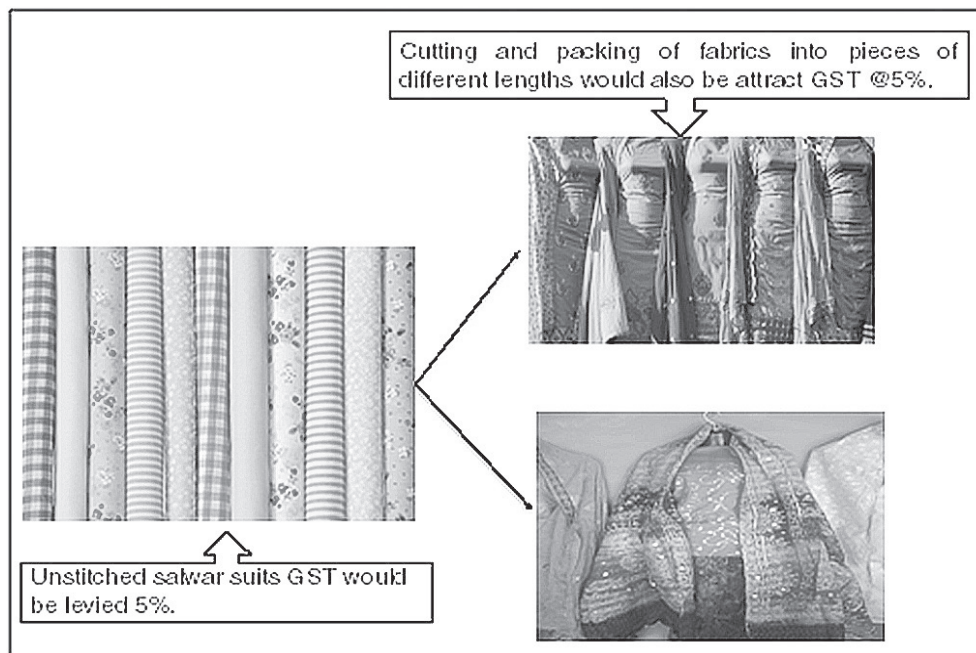 Cutting and packing of fabrics into pieces of
different lengths would also be attract GST @5%.
Unstitched salwar suits GST would
be levied 5%.